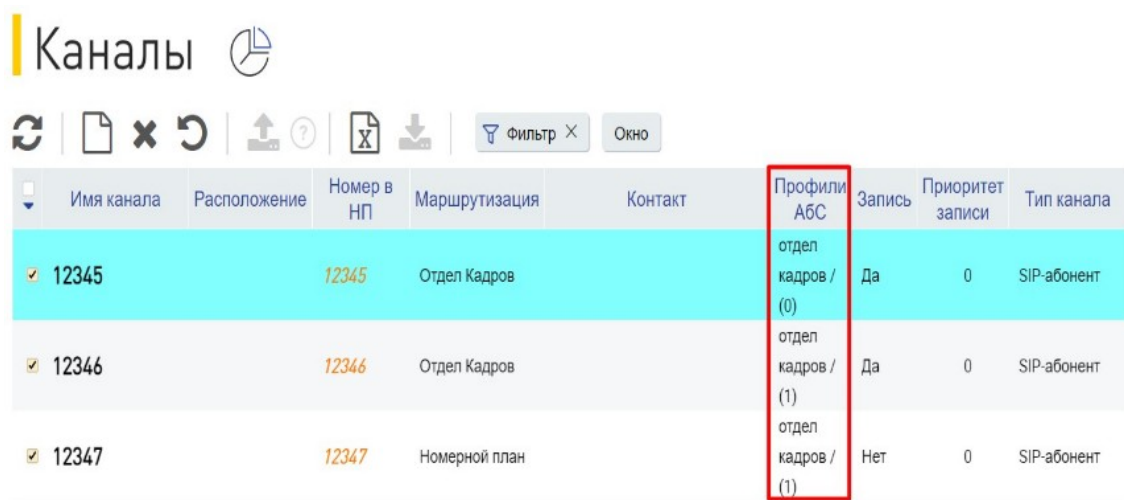 Каналы
Фильтр × Окно
Имя канала Расположение Номер в НП Маршрутизация Контакт Профили АбС Запись Приоритет записи Тип канала
12345 12345 Отдел Кадров отдел кадров / (0) Да 0 SIP-абонент
12346 12346 Отдел Кадров отдел кадров / (1) Да 0 SIP-абонент
12347 12347 Номерной план отдел кадров / (1) Нет 0 SIP-абонент